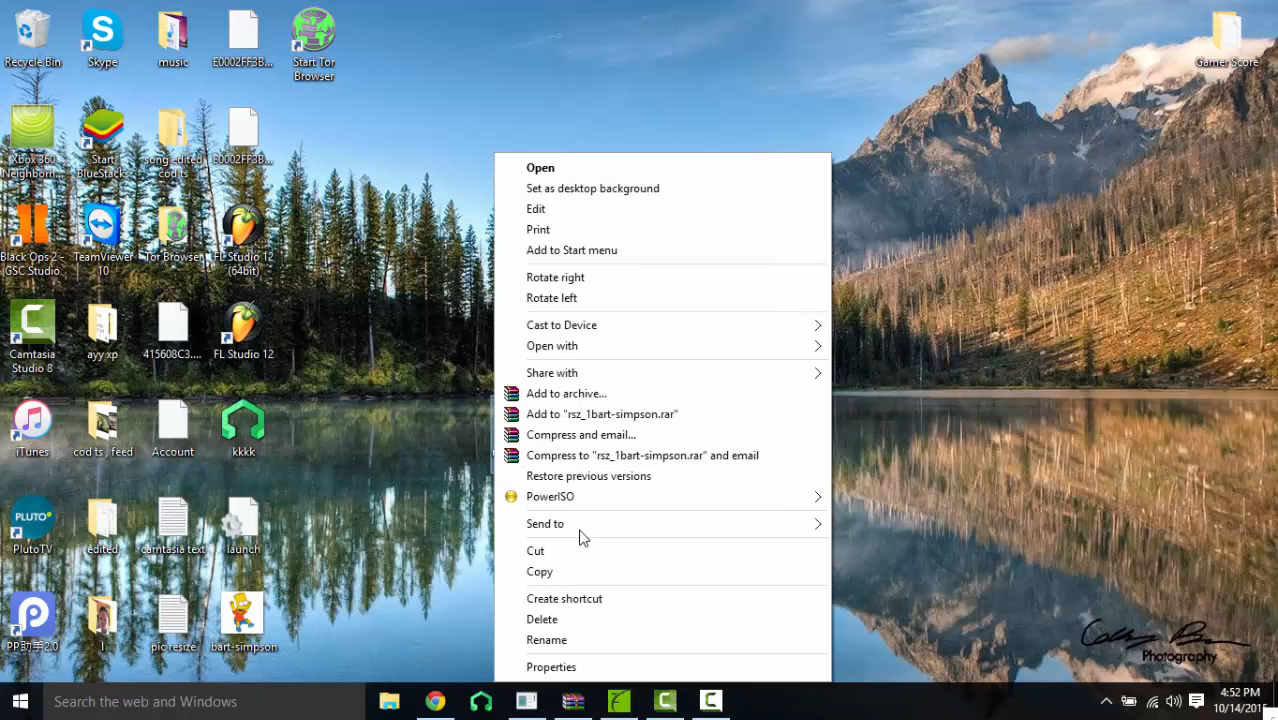 Recycle Bin
Skype
music
E0002FF3B...
Start Tor
Browser
Gamer Score
Xbox 360
Neighborh...
Start
BlueStacks
song edited
cod ts
E0002FF3B...
Black Ops 2 -
GSC Studio
TeamViewer
10
Tor Browser
FL Studio 12
(64bit)
Camtasia
Studio 8
ayy xp
415608C3....
FL Studio 12
iTunes
cod ts , feed
Account
kkkk
PLUTO
PlutoTV
edited
camtasia text
launch
PP助手2.0
I
pic resize
bart-simpson
Open
Set as desktop background
Edit
Print
Add to Start menu
Rotate right
Rotate left
Cast to Device
Open with
Share with
Add to archive...
Add to "rsz_1bart-simpson.rar"
Compress and email...
Compress to "rsz_1bart-simpson.rar" and email
Restore previous versions
PowerISO
Send to
Cut
Copy
Create shortcut
Delete
Rename
Properties
Photography
Search the web and Windows
4:52 PM